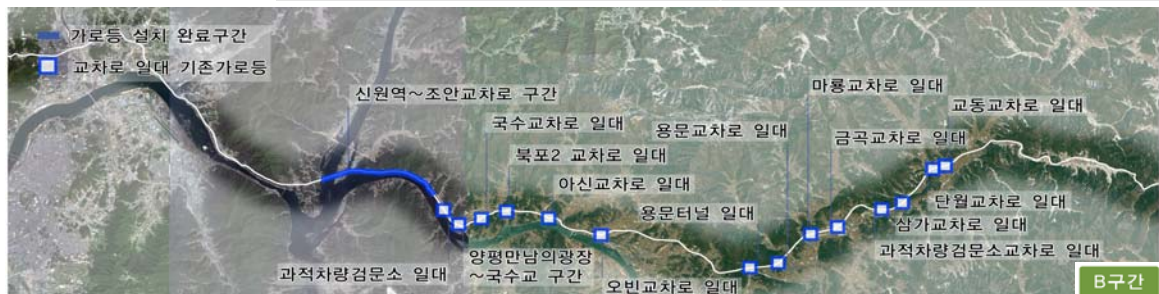 가로등 설치 완료구간
교차로 일대 기존가로등
신원역~조안교차로 구간
국수교차로 일대
북포2 교차로 일대
아신교차로 일대
용문교차로 일대
용문터널 일대
마룡교차로 일대
금곡교차로 일대
교동교차로 일대
단월교차로 일대
삼가교차로 일대
과적차량검문소교차로 일대
과적차량검문소 일대
양평만남의광장
~국수교 구간
오빈교차로 일대
B구간